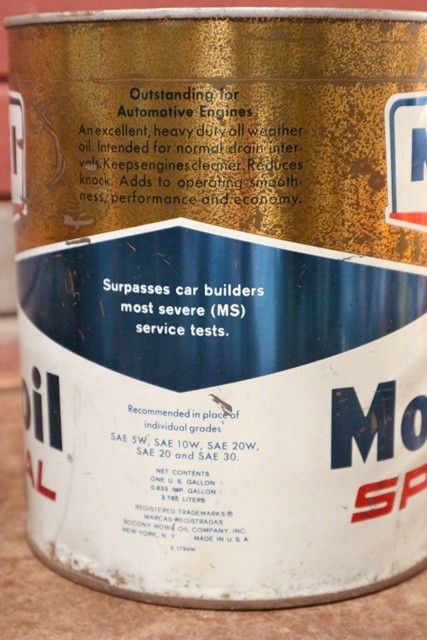 Outstanding for
Automotive Engines
An excellent, heavy duty all weather
oil. Intended for normal drain inter-
vals. Keeps engines cleaner. Reduces
knock. Adds to operating smooth-
ness, performance and economy.
Surpasses car builders
most severe (MS)
service tests.
Recommended in place of
individual grades
SAE 5W, SAE 10W, SAE 20W,
SAE 20 and SAE 30.
oil
AL
Mo
SP
NET CONTENTS
ONE U. S. GALLON
0.833 IMP. GALLON
3.785 LITERS
REGISTERED TRADEMARKS®
MARCAS REGISTRADAS
SOCONY MOBIL OIL COMPANY, INC.
NEW YORK, N. Y. MADE IN U.S.A.